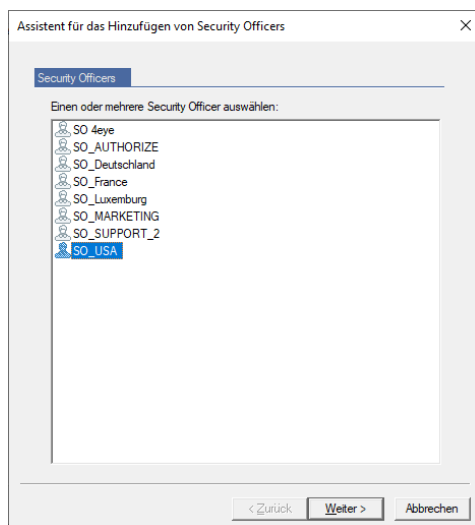 Assistent für das Hinzufügen von Security Officers
Security Officers
Einen oder mehrere Security Officer auswählen:
SO 4eye
SO_AUTHORIZE
SO_Deutschland
SO_France
SO_Luxemburg
SO_MARKETING
SO_SUPPORT_2
SO_USA
< Zurück
Weiter >
Abbrechen